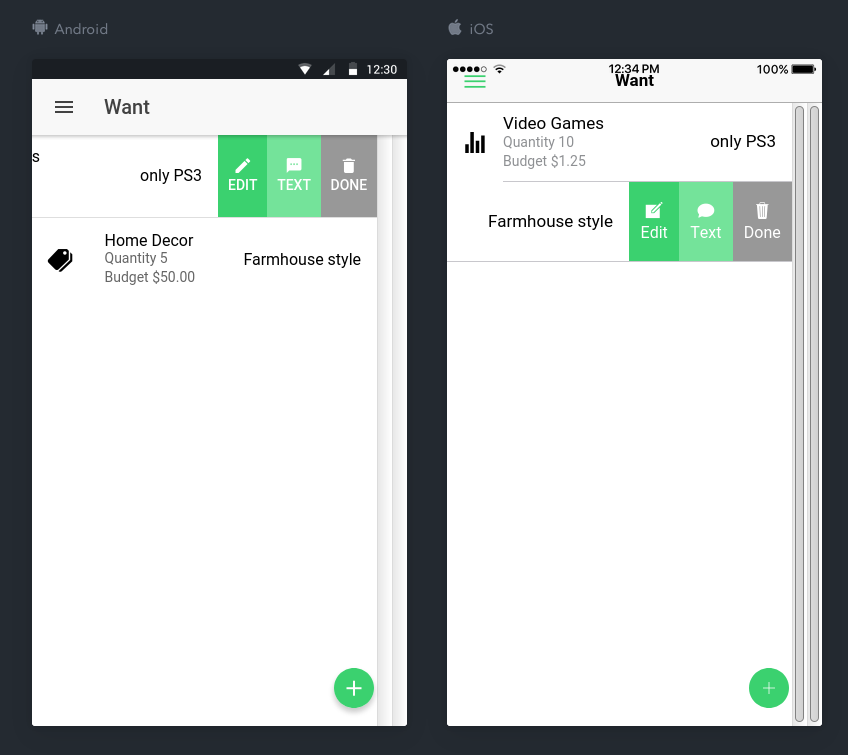 Android
12:30
Want
s
only PS3
EDIT
TEXT
DONE
Home Decor
Quantity 5
Budget $50.00
Farmhouse style
iOS
12:34 PM
100%
Want
Video Games
Quantity 10
Budget $1.25
only PS3
Farmhouse style
Edit
Text
Done